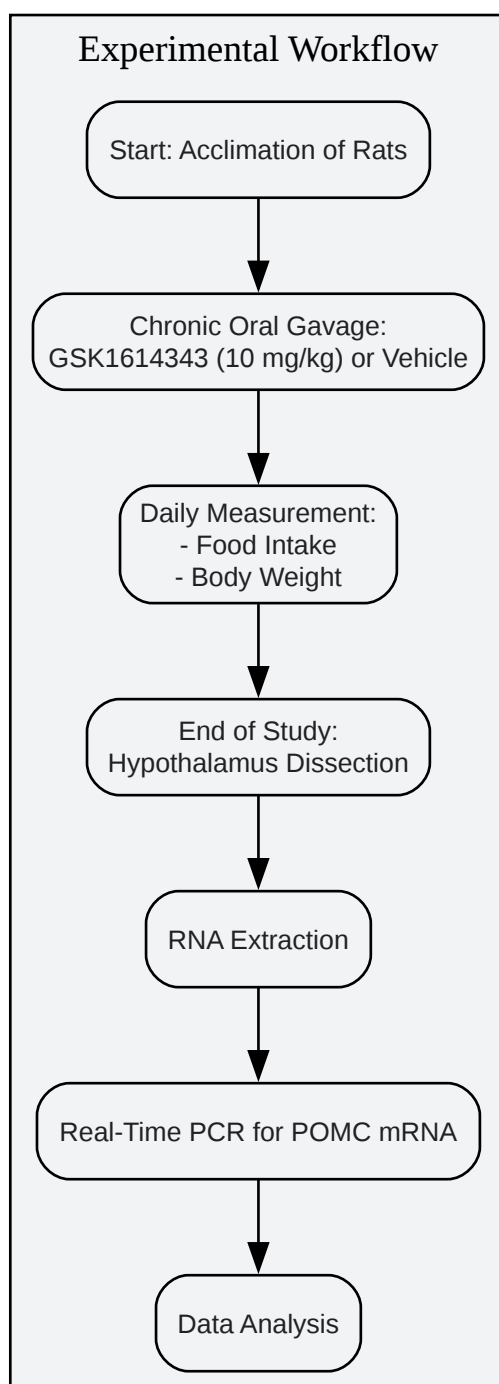 Experimental Workflow
Start: Acclimation of Rats
Chronic Oral Gavage:
GSK1614343 (10 mg/kg) or Vehicle
Daily Measurement:
- Food Intake
- Body Weight
End of Study:
Hypothalamus Dissection
RNA Extraction
Real-Time PCR for POMC mRNA
Data Analysis